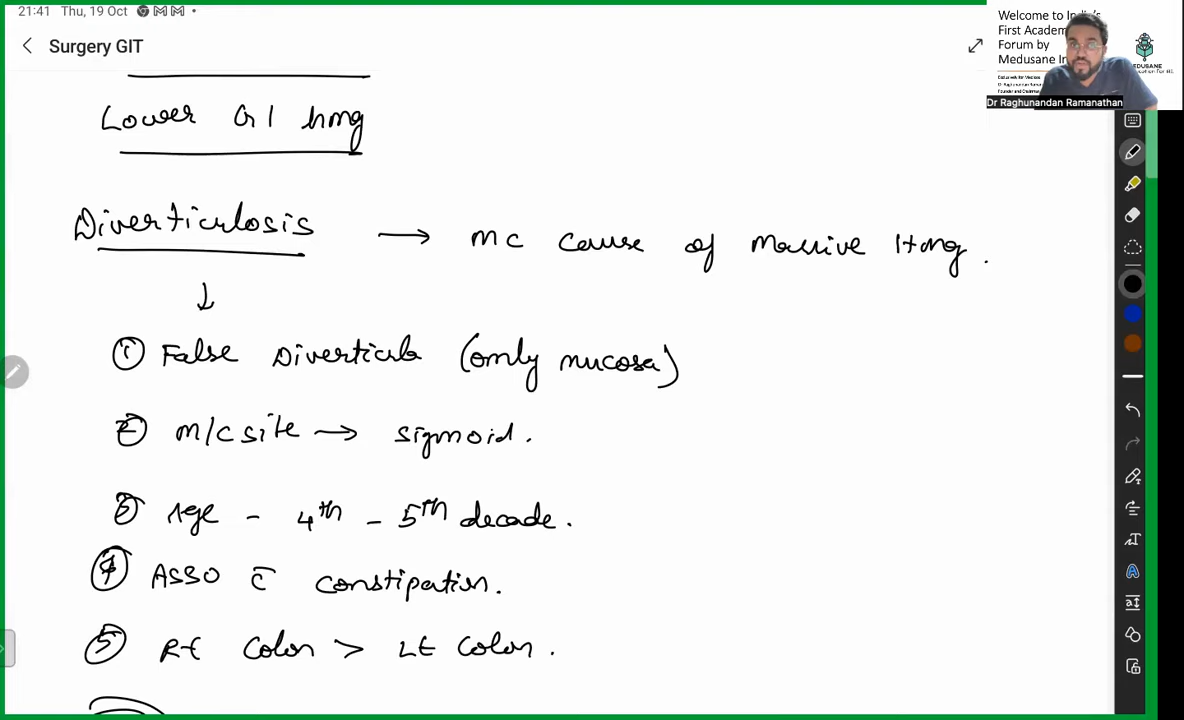 21:41 Thu, 19 Oct
Surgery GIT
Welcome to In 's
First Academ
Forum by
Medusane In
Dr Raghunandan Ramanathan
Lower GI hmg
Diverticulosis → mc cause of Massive Hmg.
↓
① False Diverticula (only mucosa)
② m/c site → sigmoid.
③ Age - 4th - 5th decade.
④ Asso c̄ constipation.
⑤ Rt Colon > Lt Colon.